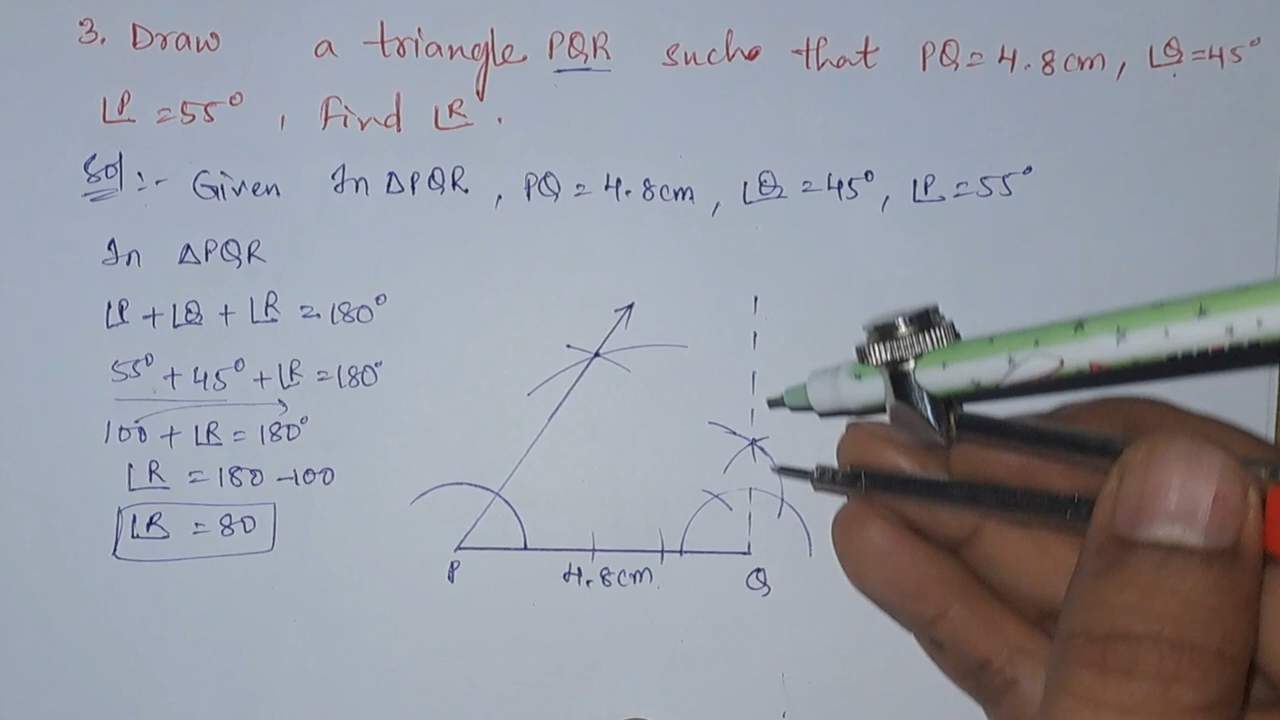 3. Draw a triangle PQR such that PQ = 4.8cm, ∠Q = 45°
∠P = 55°, Find ∠R.
Sol:- Given In ΔPQR, PQ = 4.8cm, ∠Q = 45°, ∠P = 55°
In ΔPQR
∠P + ∠Q + ∠R = 180°
55° + 45° + ∠R = 180°
100 + ∠R = 180°
∠R = 180 - 100
∠R = 80
P 4.8cm Q